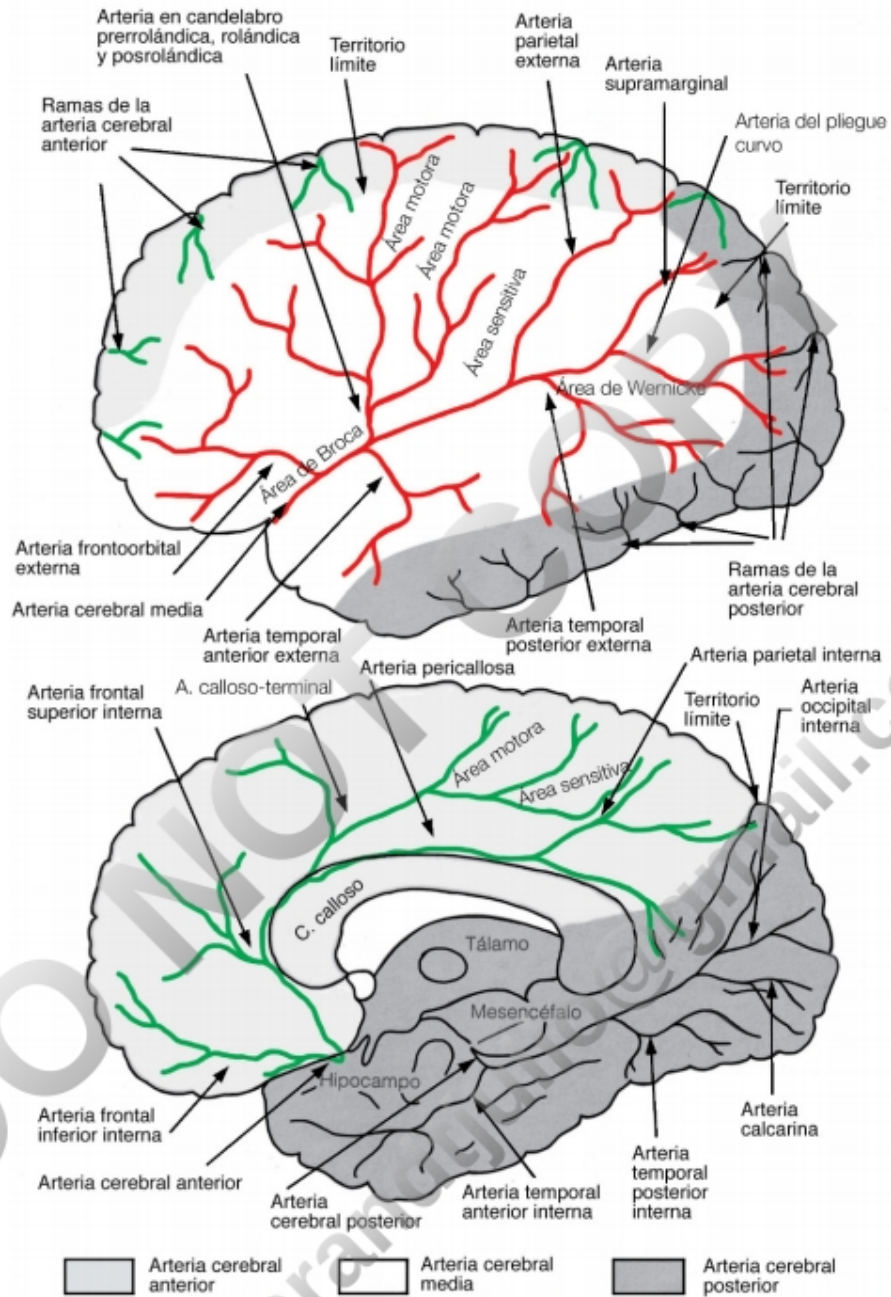 Arteria en candelabro
prerrolándica, rolándica
y posrolándica
Territorio
límite
Arteria
parietal
externa
Arteria
supramarginal
Ramas de la
arteria cerebral
anterior
Arteria del pliegue
curvo
Territorio
límite
Área motora
Área motora
Área sensitiva
Área de Wernicke
Área de Broca
Arteria frontoorbital
externa
Arteria cerebral media
Arteria temporal
anterior externa
Arteria temporal
posterior externa
Ramas de la
arteria cerebral
posterior
Arteria frontal
superior interna
A. calloso-terminal
Arteria pericallosa
Arteria parietal interna
Territorio
límite
Arteria
occipital
interna
Área motora
Área sensitiva
C. calloso
Tálamo
Mesencéfalo
Hipocampo
Arteria frontal
inferior interna
Arteria cerebral anterior
Arteria
cerebral posterior
Arteria temporal
anterior interna
Arteria
temporal
posterior
interna
Arteria
calcarina
Arteria cerebral
anterior
Arteria cerebral
media
Arteria cerebral
posterior
DO NOT COPY